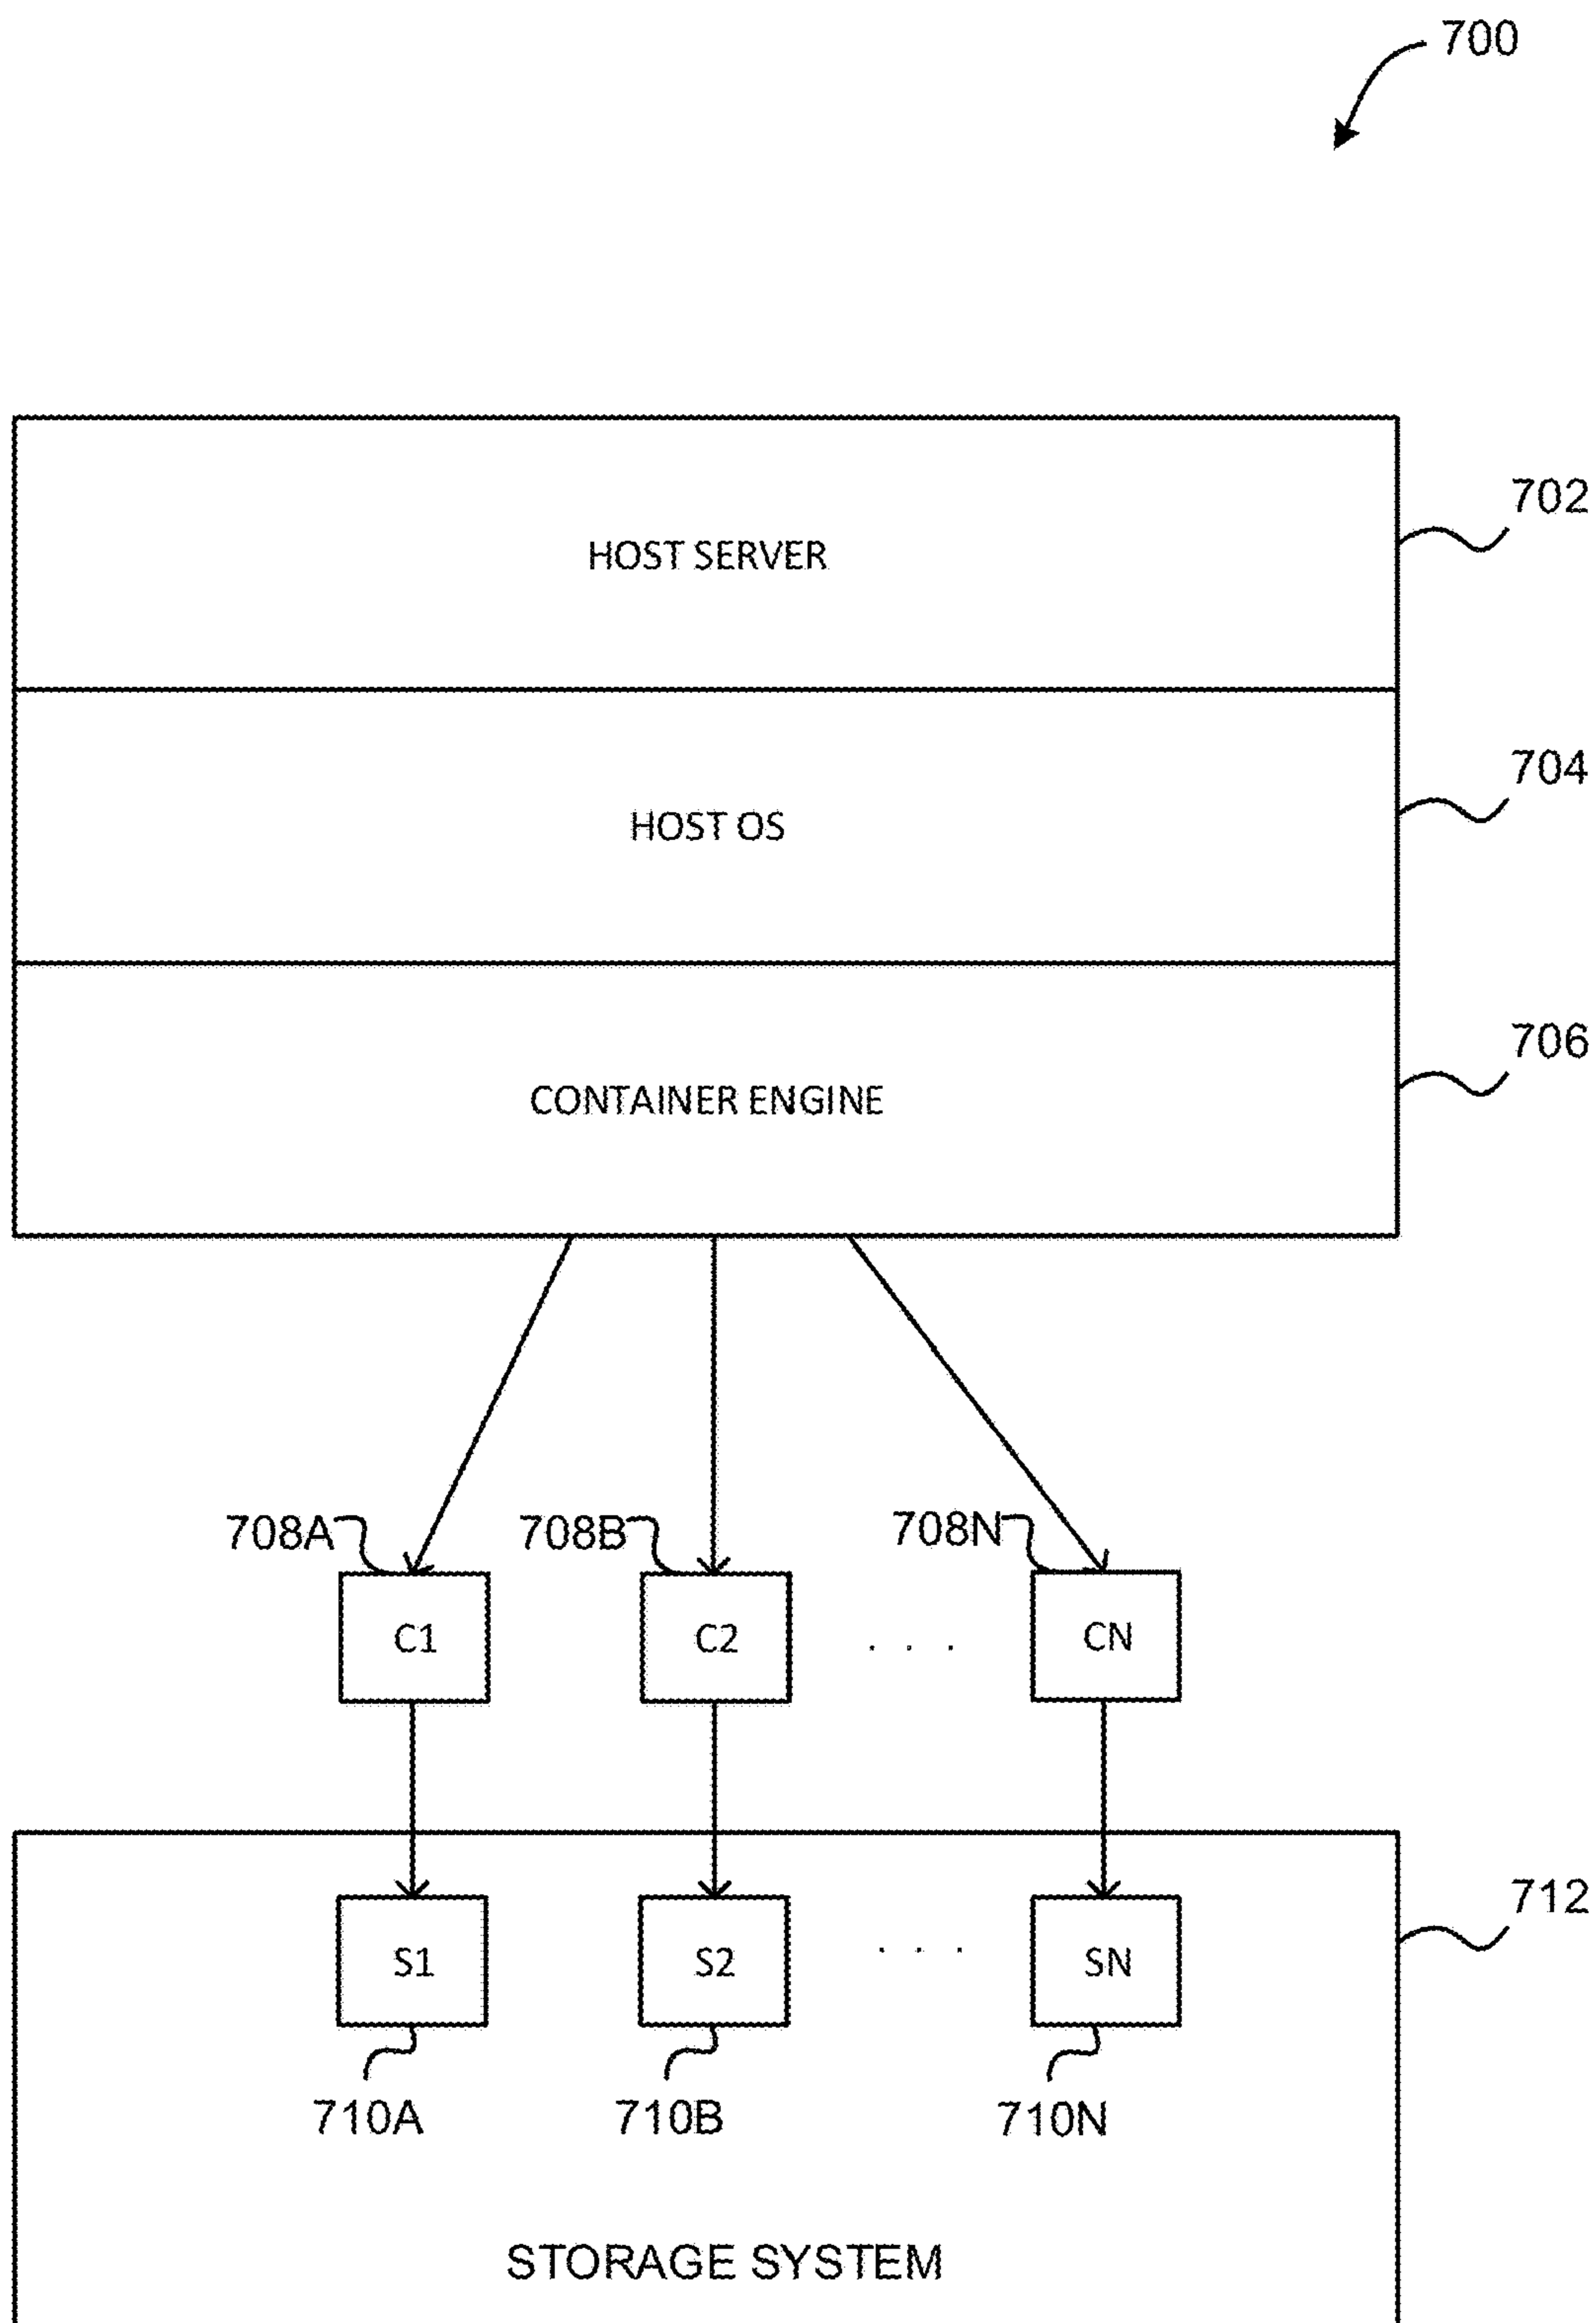 700
HOST SERVER
702
HOST OS
704
CONTAINER ENGINE
706
708A 708B 708N
C1 C2 . . . CN
712
S1 S2 . . . SN
710A 710B 710N
STORAGE SYSTEM